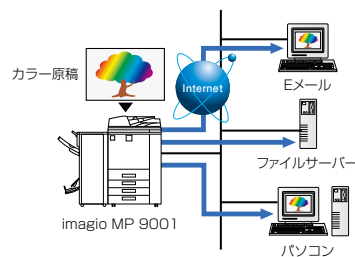 カラー原稿
Internet
Eメール
ファイルサーバー
imagio MP 9001
パソコン